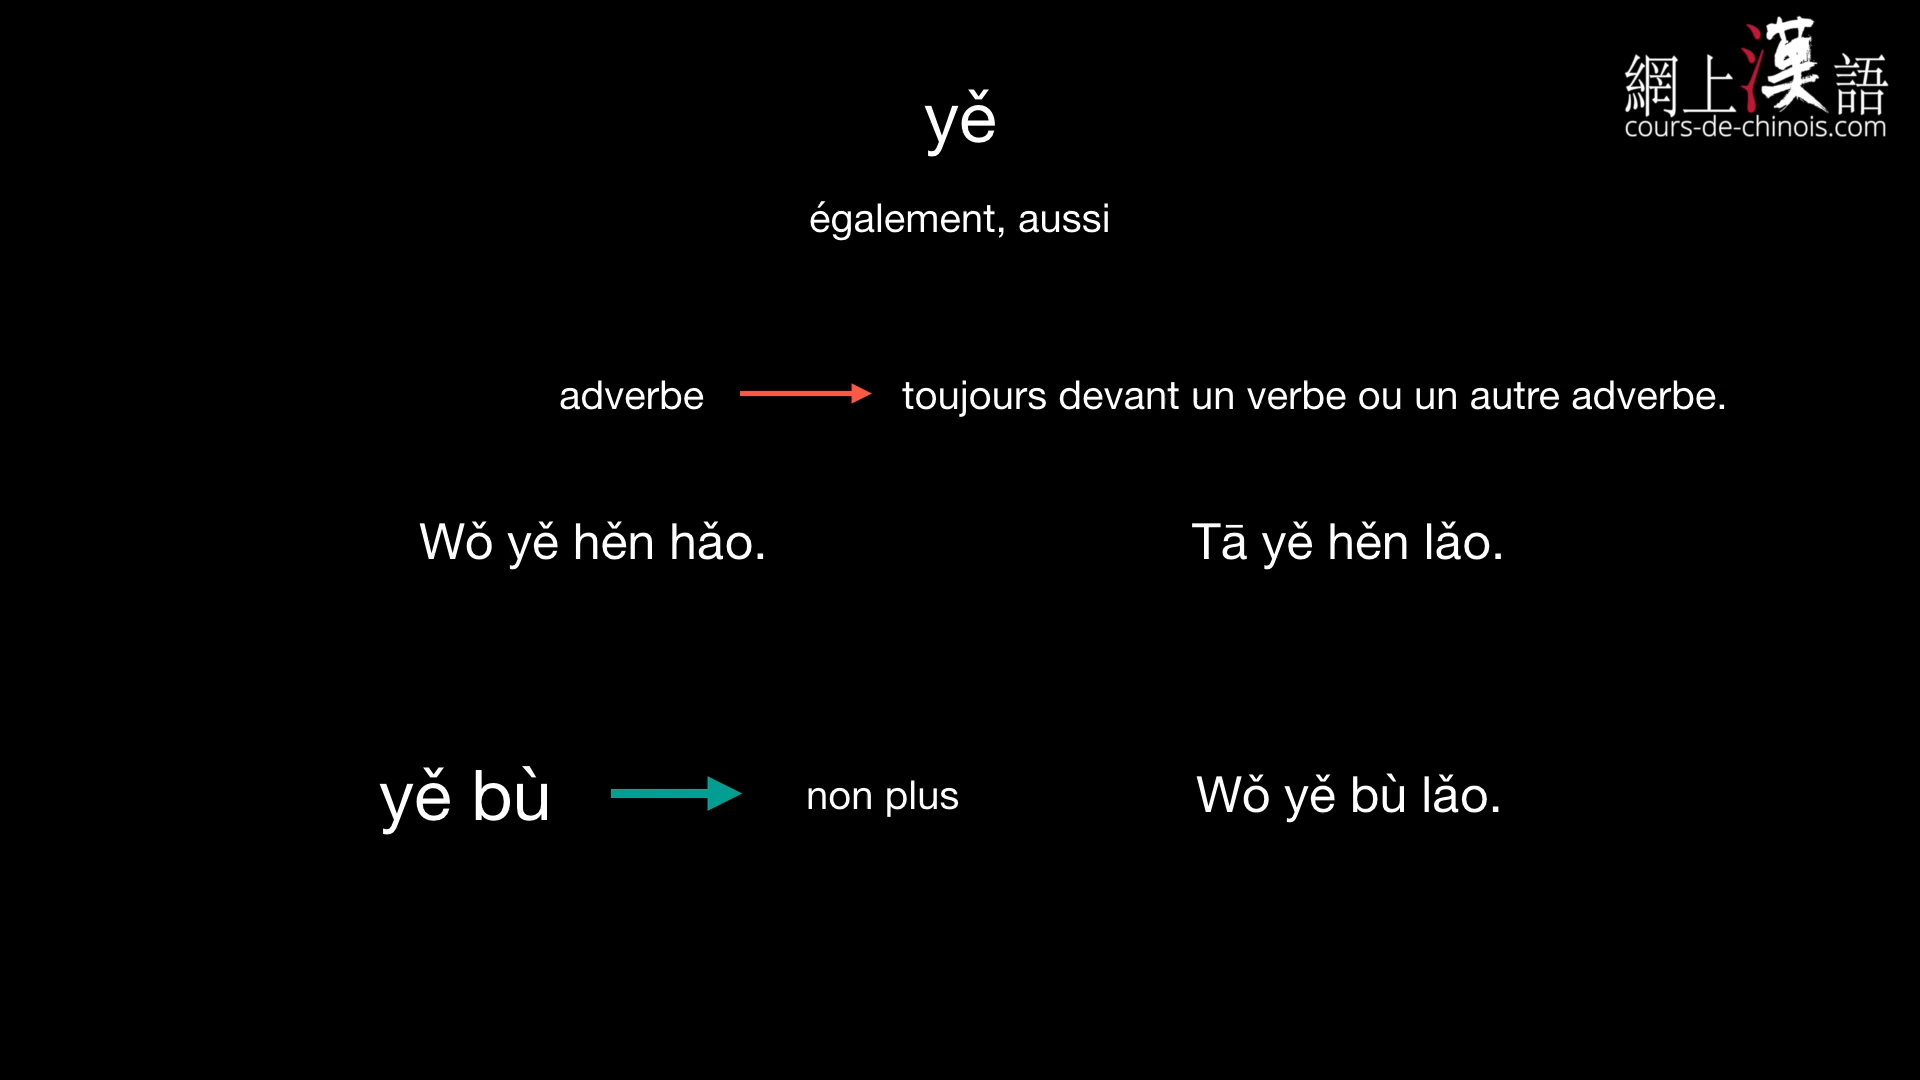 網上漢語
cours-de-chinois.com
yě
également, aussi
adverbe toujours devant un verbe ou un autre adverbe.
Wǒ yě hěn hǎo. Tā yě hěn lǎo.
yě bù non plus Wǒ yě bù lǎo.